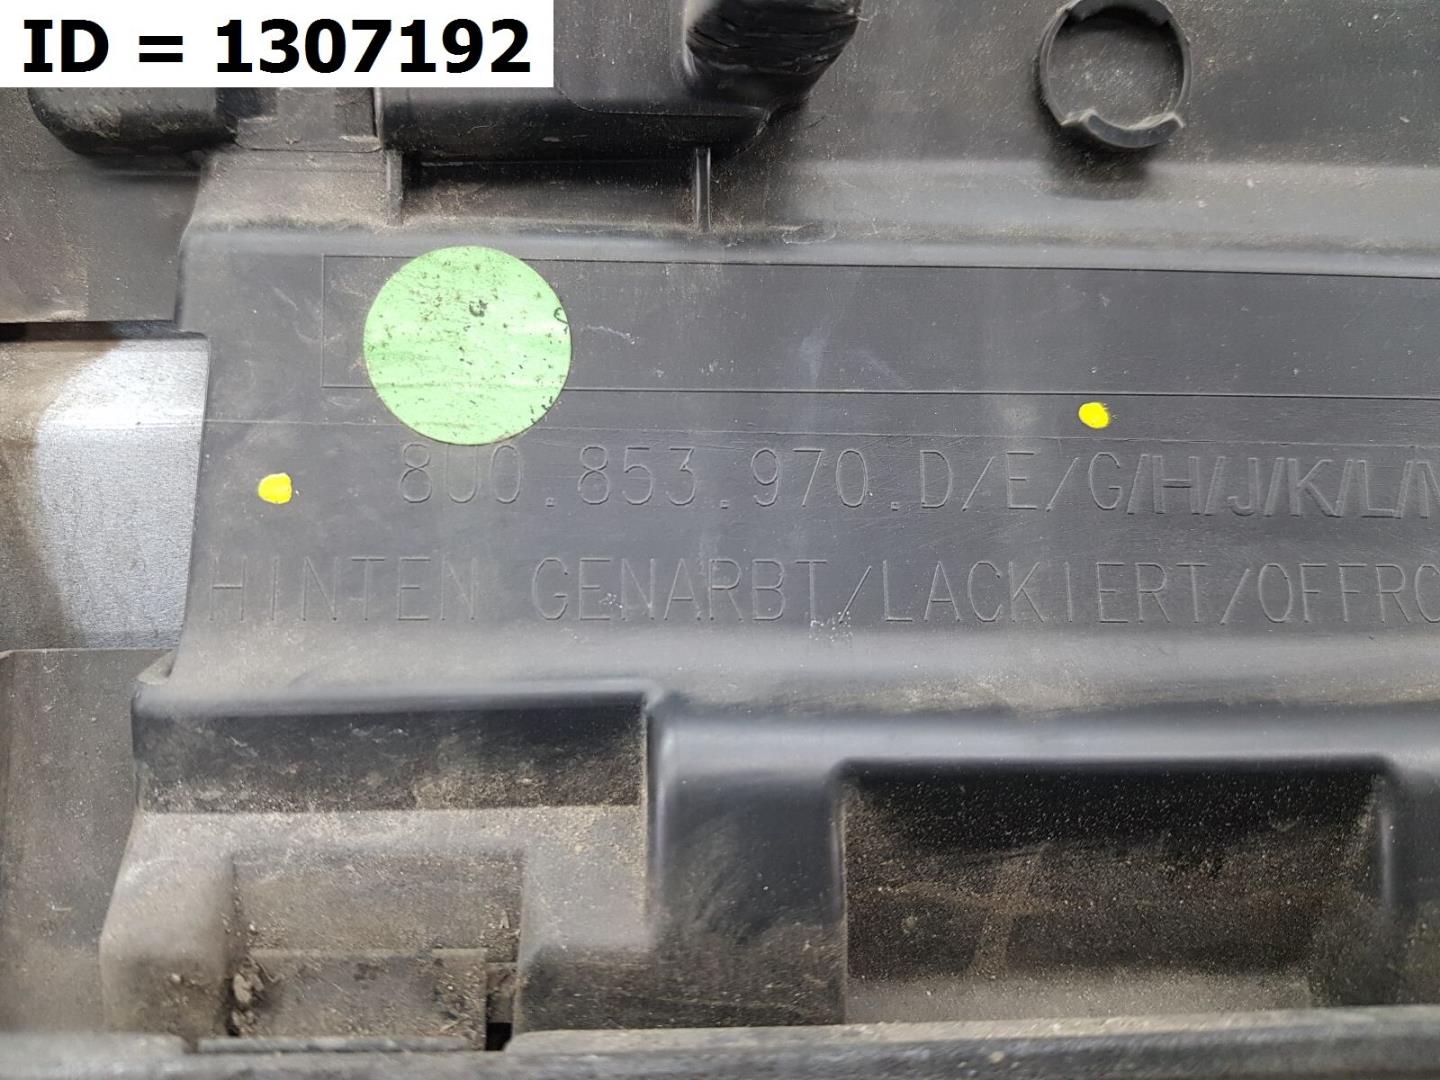 ID = 1307192
8U0.853.970.D/E/G/H/J/K/L/
HINTEN GENARBT/LACKIERT/OFFRO